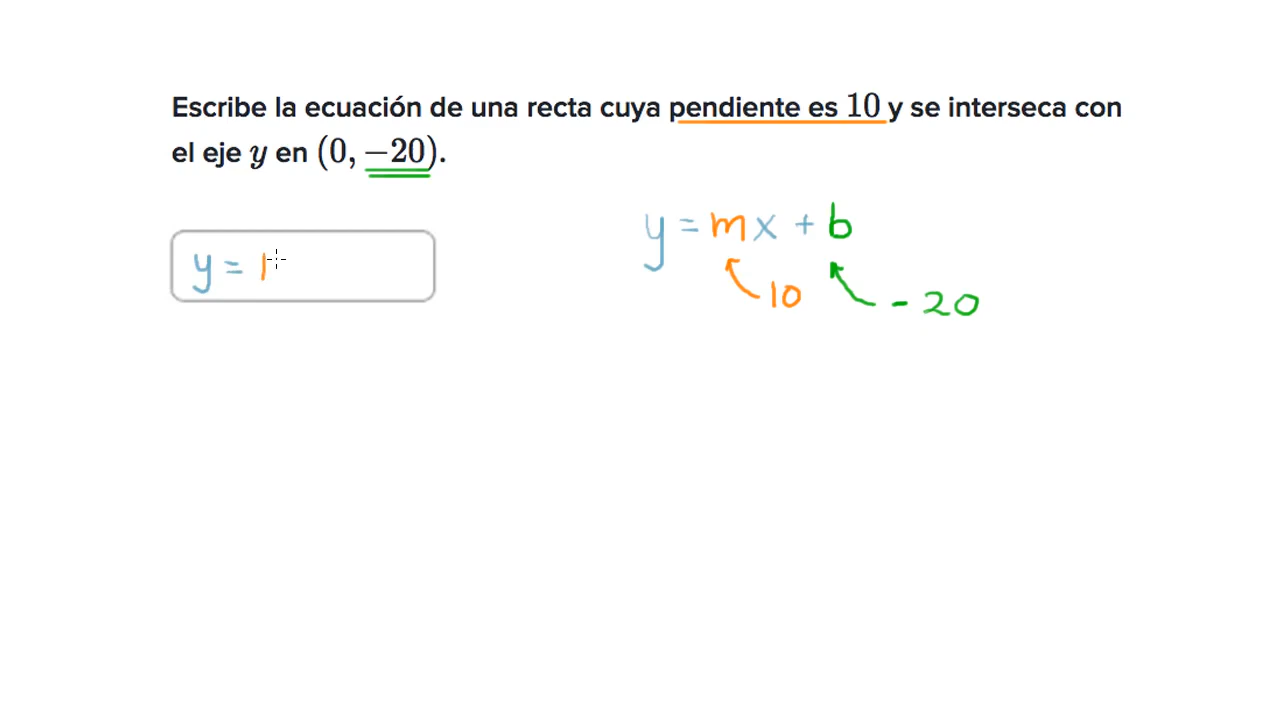 Escribe la ecuación de una recta cuya pendiente es 10 y se interseca con
el eje y en (0, −20).
y = mx + b
y = 1
10
- 20